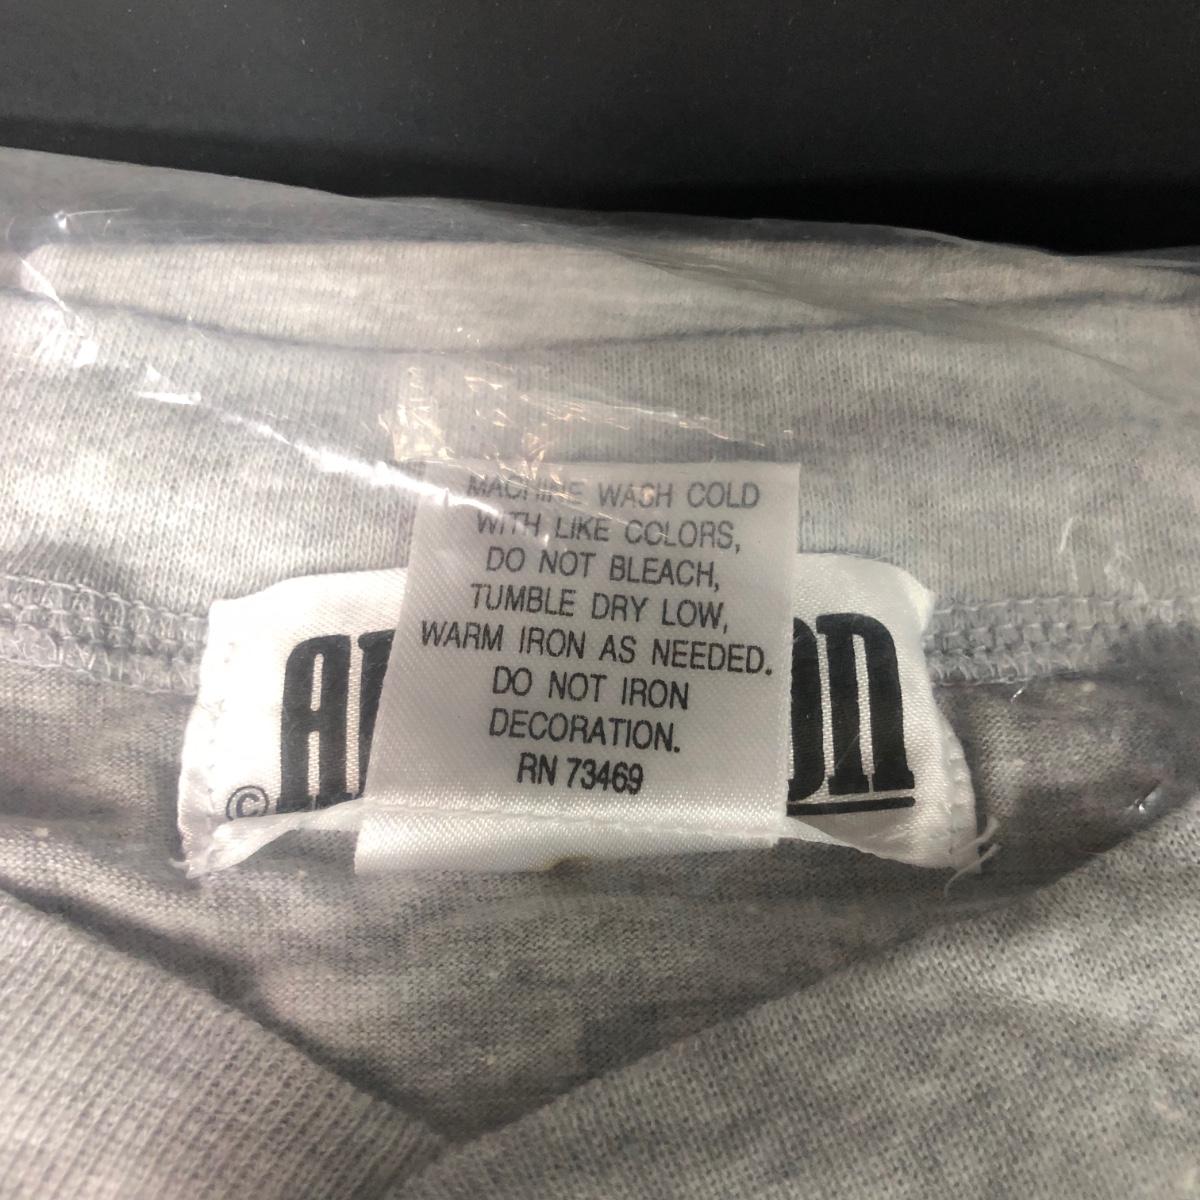 MACHINE WASH COLD
WITH LIKE COLORS,
DO NOT BLEACH,
TUMBLE DRY LOW,
WARM IRON AS NEEDED.
DO NOT IRON
DECORATION.
RN 73469
©